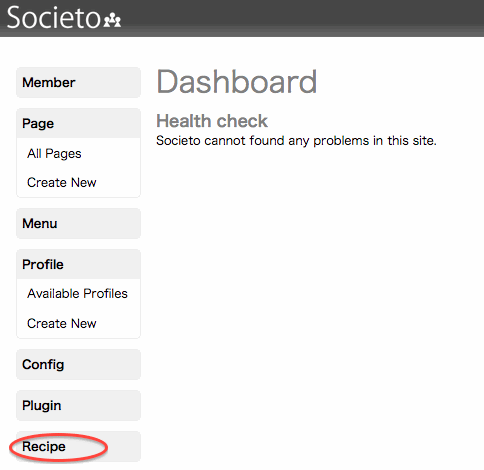 Societo
Member
Page
All Pages
Create New
Menu
Profile
Available Profiles
Create New
Config
Plugin
Recipe
Dashboard
Health check
Societo cannot found any problems in this site.